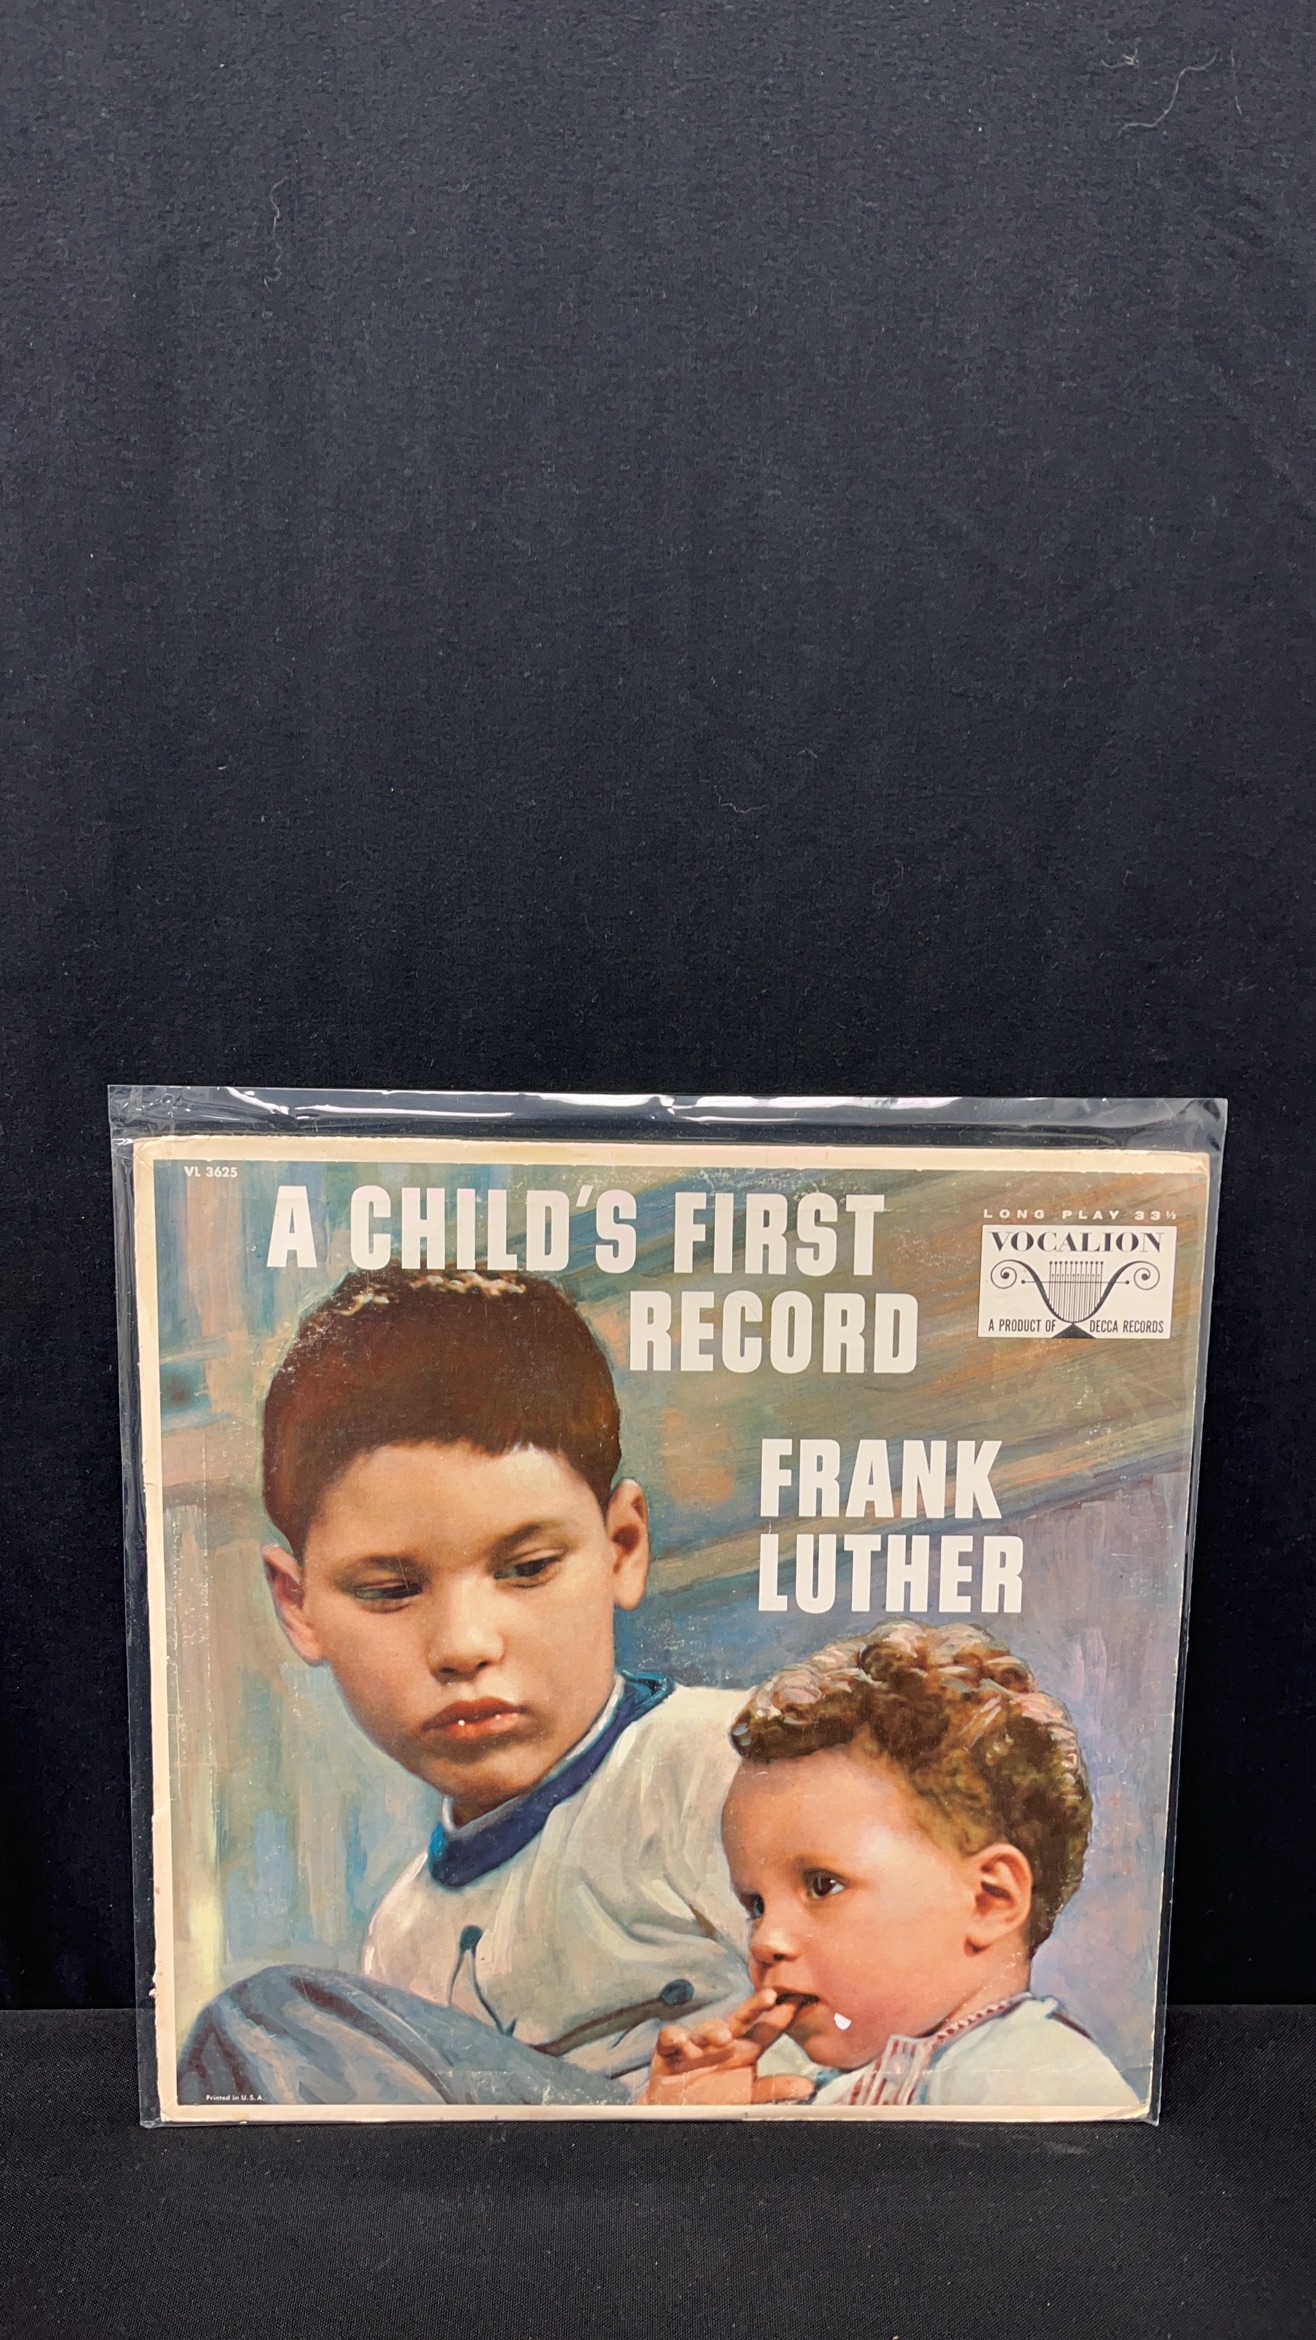 VL 3625
A CHILD'S FIRST
RECORD
LONG PLAY 33⅓
VOCALION
A PRODUCT OF DECCA RECORDS
FRANK
LUTHER
Printed in U.S.A.